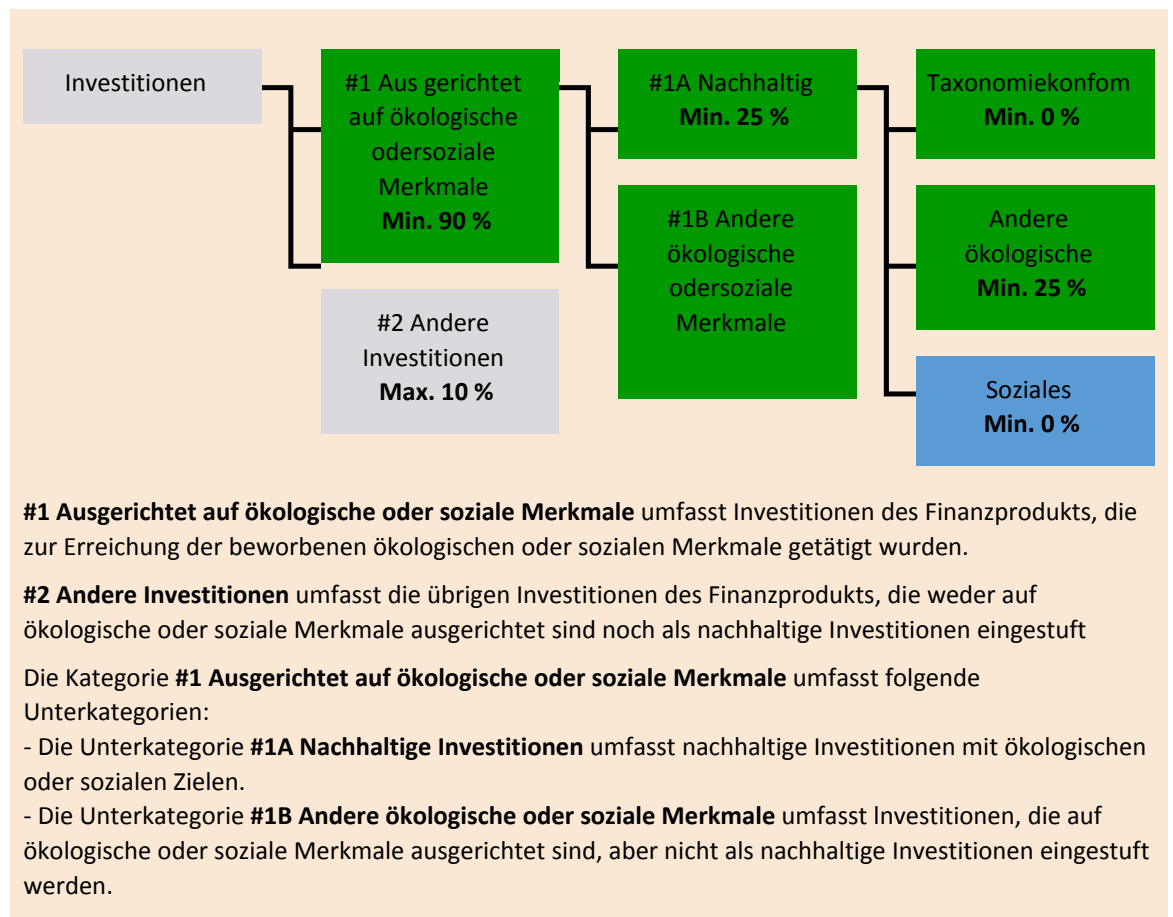 Investitionen
#1 Aus gerichtet
auf ökologische
odersoziale
Merkmale
Min. 90 %
#2 Andere
Investitionen
Max. 10 %
#1A Nachhaltig
Min. 25 %
#1B Andere
ökologische
odersoziale
Merkmale
Taxonomiekonfom
Min. 0 %
Andere
ökologische
Min. 25 %
Soziales
Min. 0 %
#1 Ausgerichtet auf ökologische oder soziale Merkmale umfasst Investitionen des Finanzprodukts, die
zur Erreichung der beworbenen ökologischen oder sozialen Merkmale getätigt wurden.
#2 Andere Investitionen umfasst die übrigen Investitionen des Finanzprodukts, die weder auf
ökologische oder soziale Merkmale ausgerichtet sind noch als nachhaltige Investitionen eingestuft
Die Kategorie #1 Ausgerichtet auf ökologische oder soziale Merkmale umfasst folgende
Unterkategorien:
- Die Unterkategorie #1A Nachhaltige Investitionen umfasst nachhaltige Investitionen mit ökologischen
oder sozialen Zielen.
- Die Unterkategorie #1B Andere ökologische oder soziale Merkmale umfasst lnvestitionen, die auf
ökologische oder soziale Merkmale ausgerichtet sind, aber nicht als nachhaltige Investitionen eingestuft
werden.